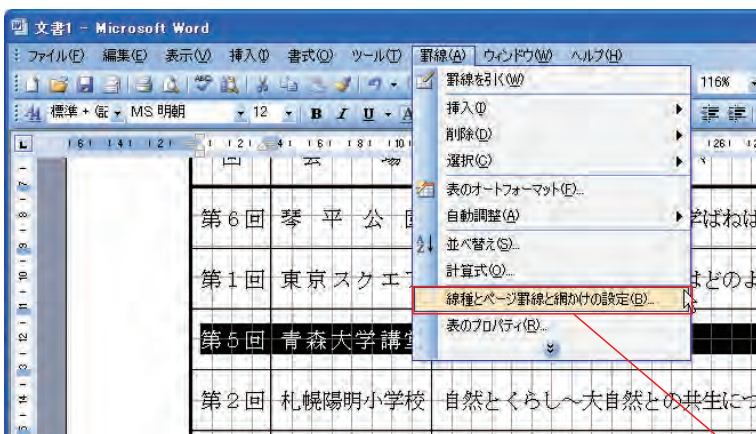 文書1 - Microsoft Word
ファイル(F) 編集(E) 表示(V) 挿入(I) 書式(O) ツール(T) 罫線(A) ウィンドウ(W) ヘルプ(H)
罫線を引く(W)
116%
標準 + MS 明朝 12 B I U A
挿入(I)
削除(D)
選択(C)
表のオートフォーマット(F)...
自動調整(A)
並べ替え(S)...
計算式(O)...
線種とページ罫線と網かけの設定(B)...
表のプロパティ(R)...
第6回 琴平公
第1回 東京スクエア
はどのよ
第5回 青森大学講堂
第2回 札幌陽明小学校 自然とくらし～大自然との共生につ